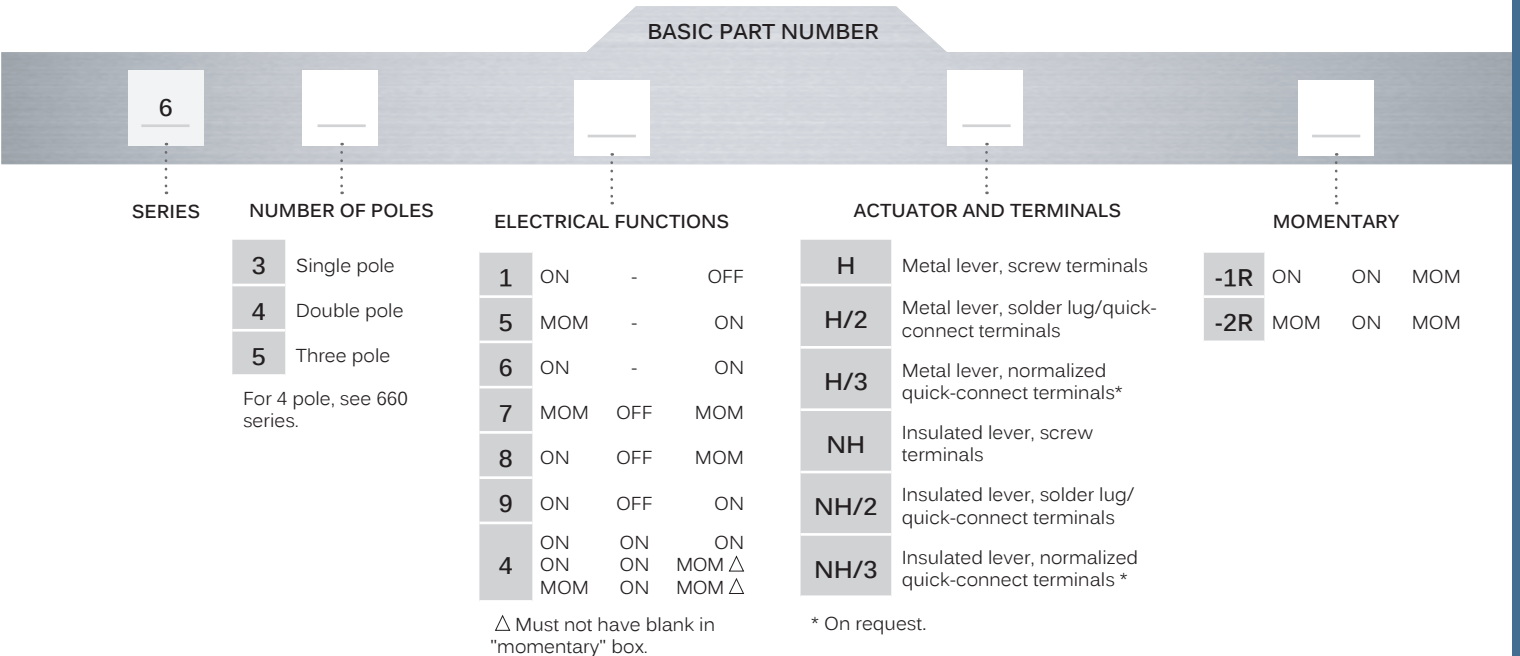 BASIC PART NUMBER
6
SERIES
NUMBER OF POLES
3 Single pole
4 Double pole
5 Three pole
For 4 pole, see 660
series.
ELECTRICAL FUNCTIONS
1 ON - OFF
5 MOM - ON
6 ON - ON
7 MOM OFF MOM
8 ON OFF MOM
9 ON OFF ON
4
ON ON ON
ON ON MOM △
MOM ON MOM △
△ Must not have blank in
"momentary" box.
ACTUATOR AND TERMINALS
H Metal lever, screw terminals
H/2 Metal lever, solder lug/quick-
connect terminals
H/3 Metal lever, normalized
quick-connect terminals*
NH Insulated lever, screw
terminals
NH/2 Insulated lever, solder lug/
quick-connect terminals
NH/3 Insulated lever, normalized
quick-connect terminals *
* On request.
MOMENTARY
-1R ON ON MOM
-2R MOM ON MOM